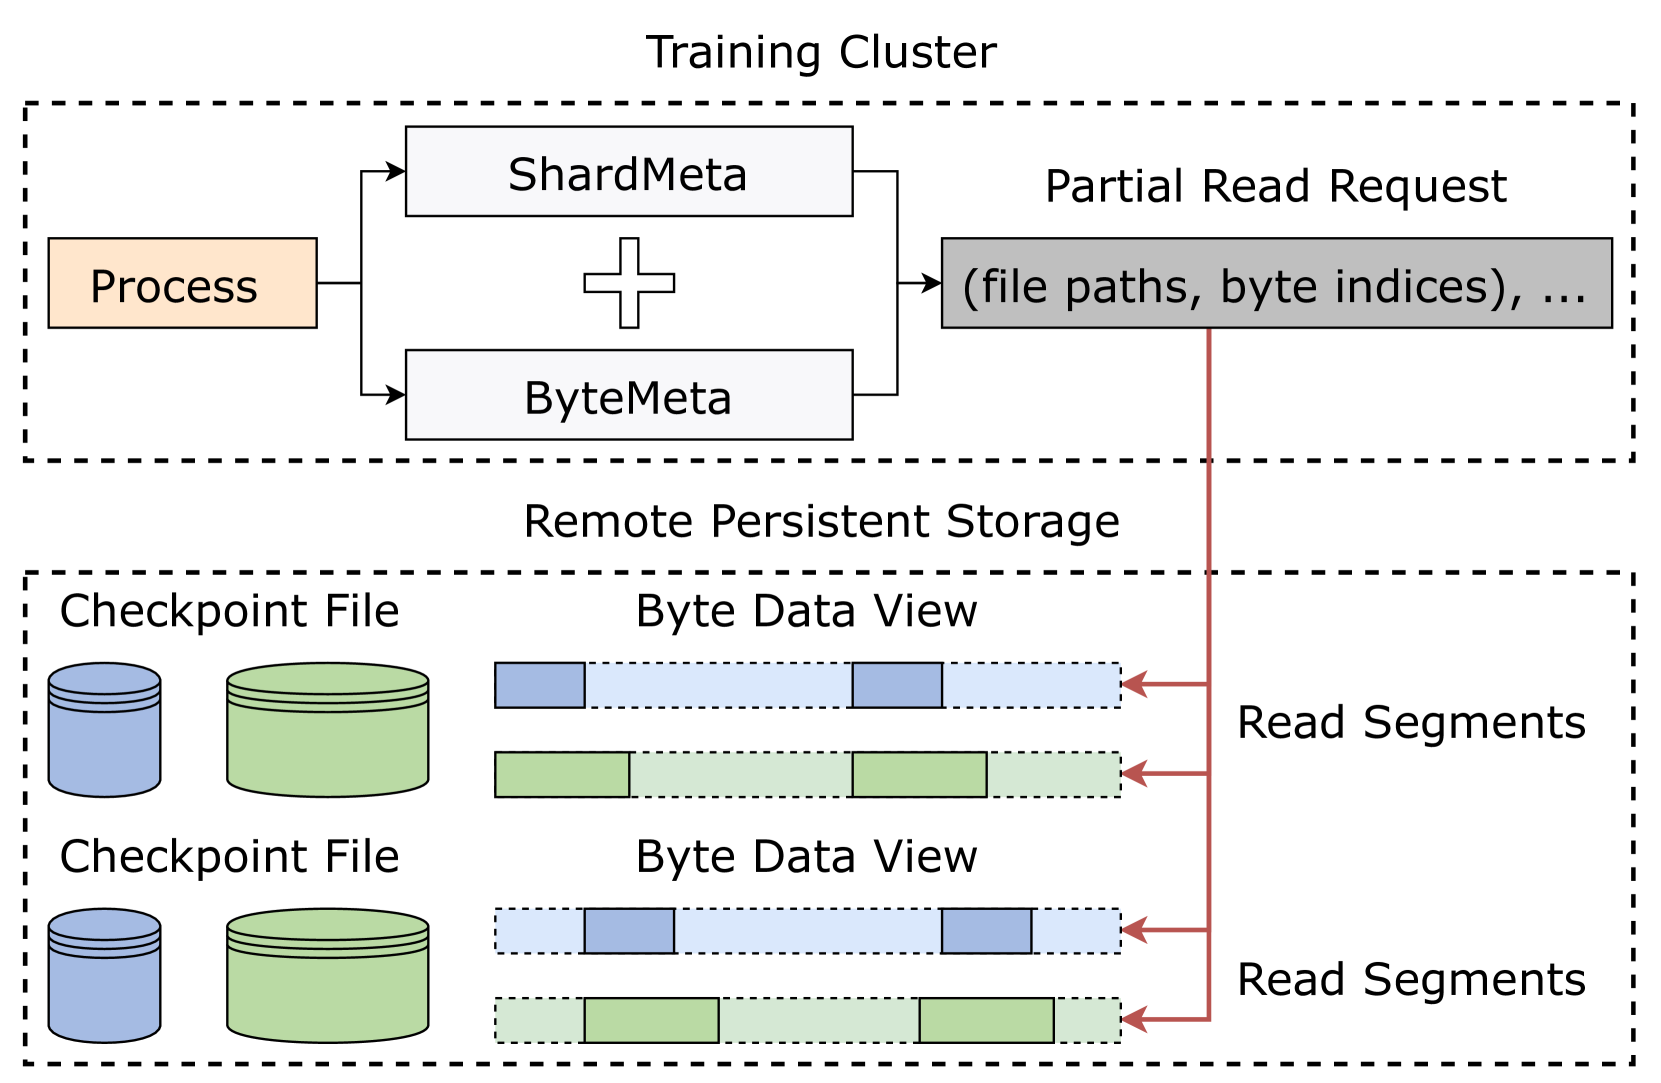 Training Cluster
ShardMeta
Partial Read Request
Process
(file paths, byte indices), ...
ByteMeta
Remote Persistent Storage
Checkpoint File
Byte Data View
Read Segments
Checkpoint File
Byte Data View
Read Segments